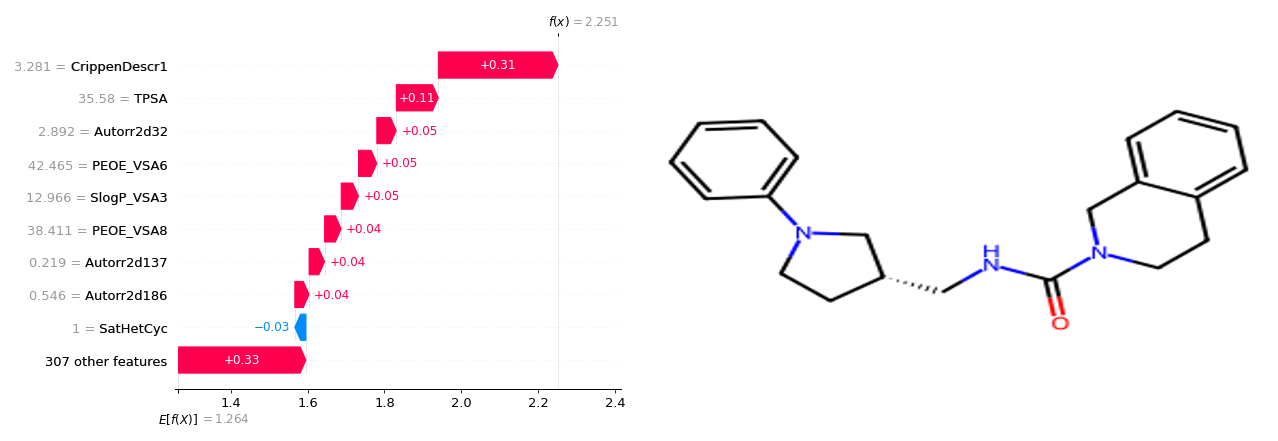 f(x) = 2.251
3.281 = CrippenDescr1 +0.31
35.58 = TPSA +0.11
2.892 = Autorr2d32 +0.05
42.465 = PEOE_VSA6 +0.05
12.966 = SlogP_VSA3 +0.05
38.411 = PEOE_VSA8 +0.04
0.219 = Autorr2d137 +0.04
0.546 = Autorr2d186 +0.04
1 = SatHetCyc −0.03
307 other features +0.33
1.4 1.6 1.8 2.0 2.2 2.4
E[f(X)] = 1.264
N
H
N
N
O